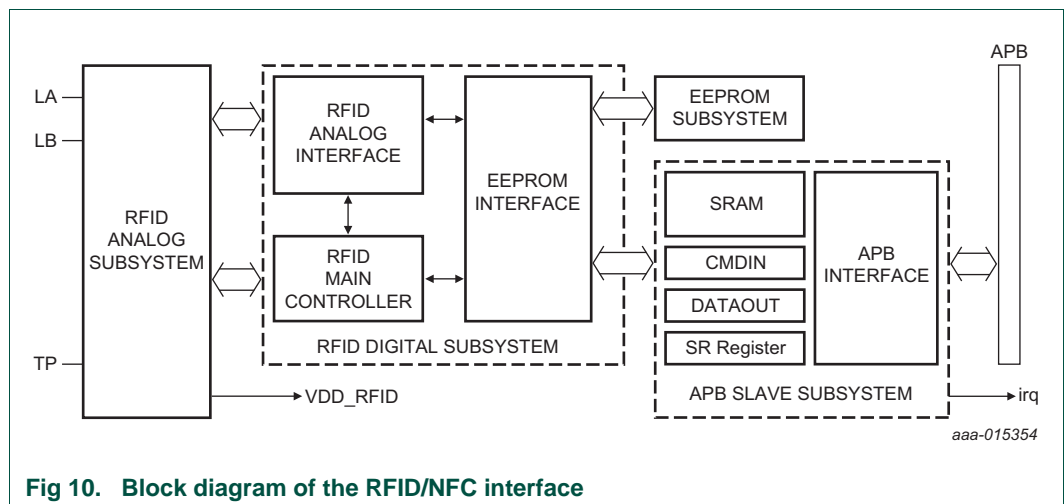 APB
LA
LB
TP
RFID
ANALOG
SUBSYSTEM
RFID
ANALOG
INTERFACE
RFID
MAIN
CONTROLLER
EEPROM
INTERFACE
RFID DIGITAL SUBSYSTEM
EEPROM
SUBSYSTEM
SRAM
CMDIN
DATAOUT
SR Register
APB
INTERFACE
APB SLAVE SUBSYSTEM
VDD_RFID
irq
aaa-015354
Fig 10. Block diagram of the RFID/NFC interface